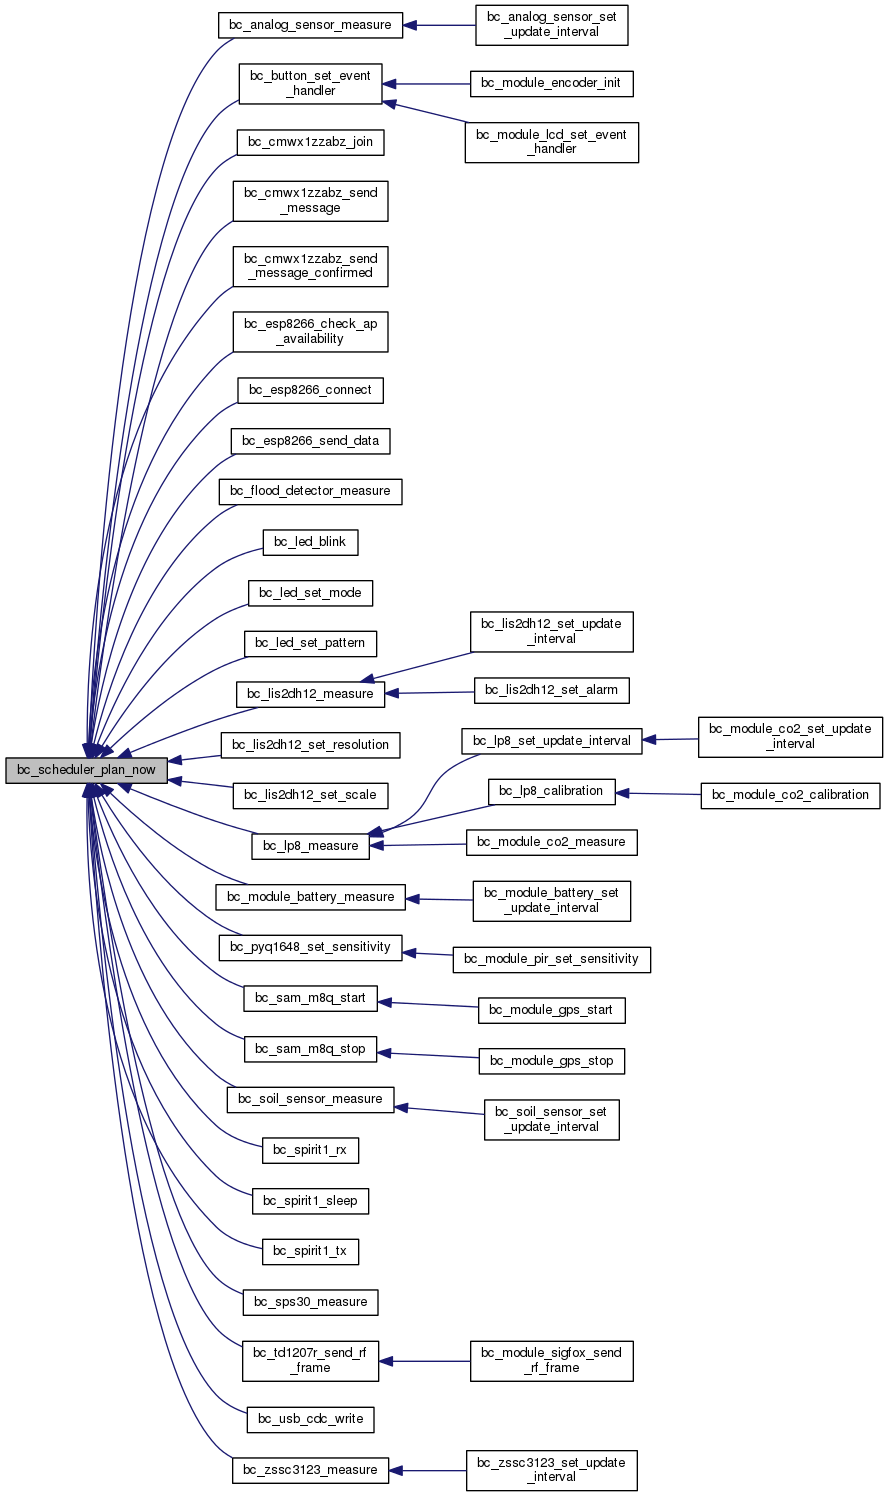 bc_analog_sensor_measure
bc_analog_sensor_set
_update_interval
bc_button_set_event
_handler
bc_module_encoder_init
bc_module_lcd_set_event
_handler
bc_cmwx1zzabz_join
bc_cmwx1zzabz_send
_message
bc_cmwx1zzabz_send
_message_confirmed
bc_esp8266_check_ap
_availability
bc_esp8266_connect
bc_esp8266_send_data
bc_flood_detector_measure
bc_led_blink
bc_led_set_mode
bc_led_set_pattern
bc_lis2dh12_set_update
_interval
bc_lis2dh12_measure
bc_lis2dh12_set_alarm
bc_lis2dh12_set_resolution
bc_lp8_set_update_interval
bc_module_co2_set_update
_interval
bc_scheduler_plan_now
bc_lis2dh12_set_scale
bc_lp8_calibration
bc_module_co2_calibration
bc_lp8_measure
bc_module_co2_measure
bc_module_battery_measure
bc_module_battery_set
_update_interval
bc_pyq1648_set_sensitivity
bc_module_pir_set_sensitivity
bc_sam_m8q_start
bc_module_gps_start
bc_sam_m8q_stop
bc_module_gps_stop
bc_soil_sensor_measure
bc_soil_sensor_set
_update_interval
bc_spirit1_rx
bc_spirit1_sleep
bc_spirit1_tx
bc_sps30_measure
bc_td1207r_send_rf
_frame
bc_module_sigfox_send
_rf_frame
bc_usb_cdc_write
bc_zssc3123_measure
bc_zssc3123_set_update
_interval